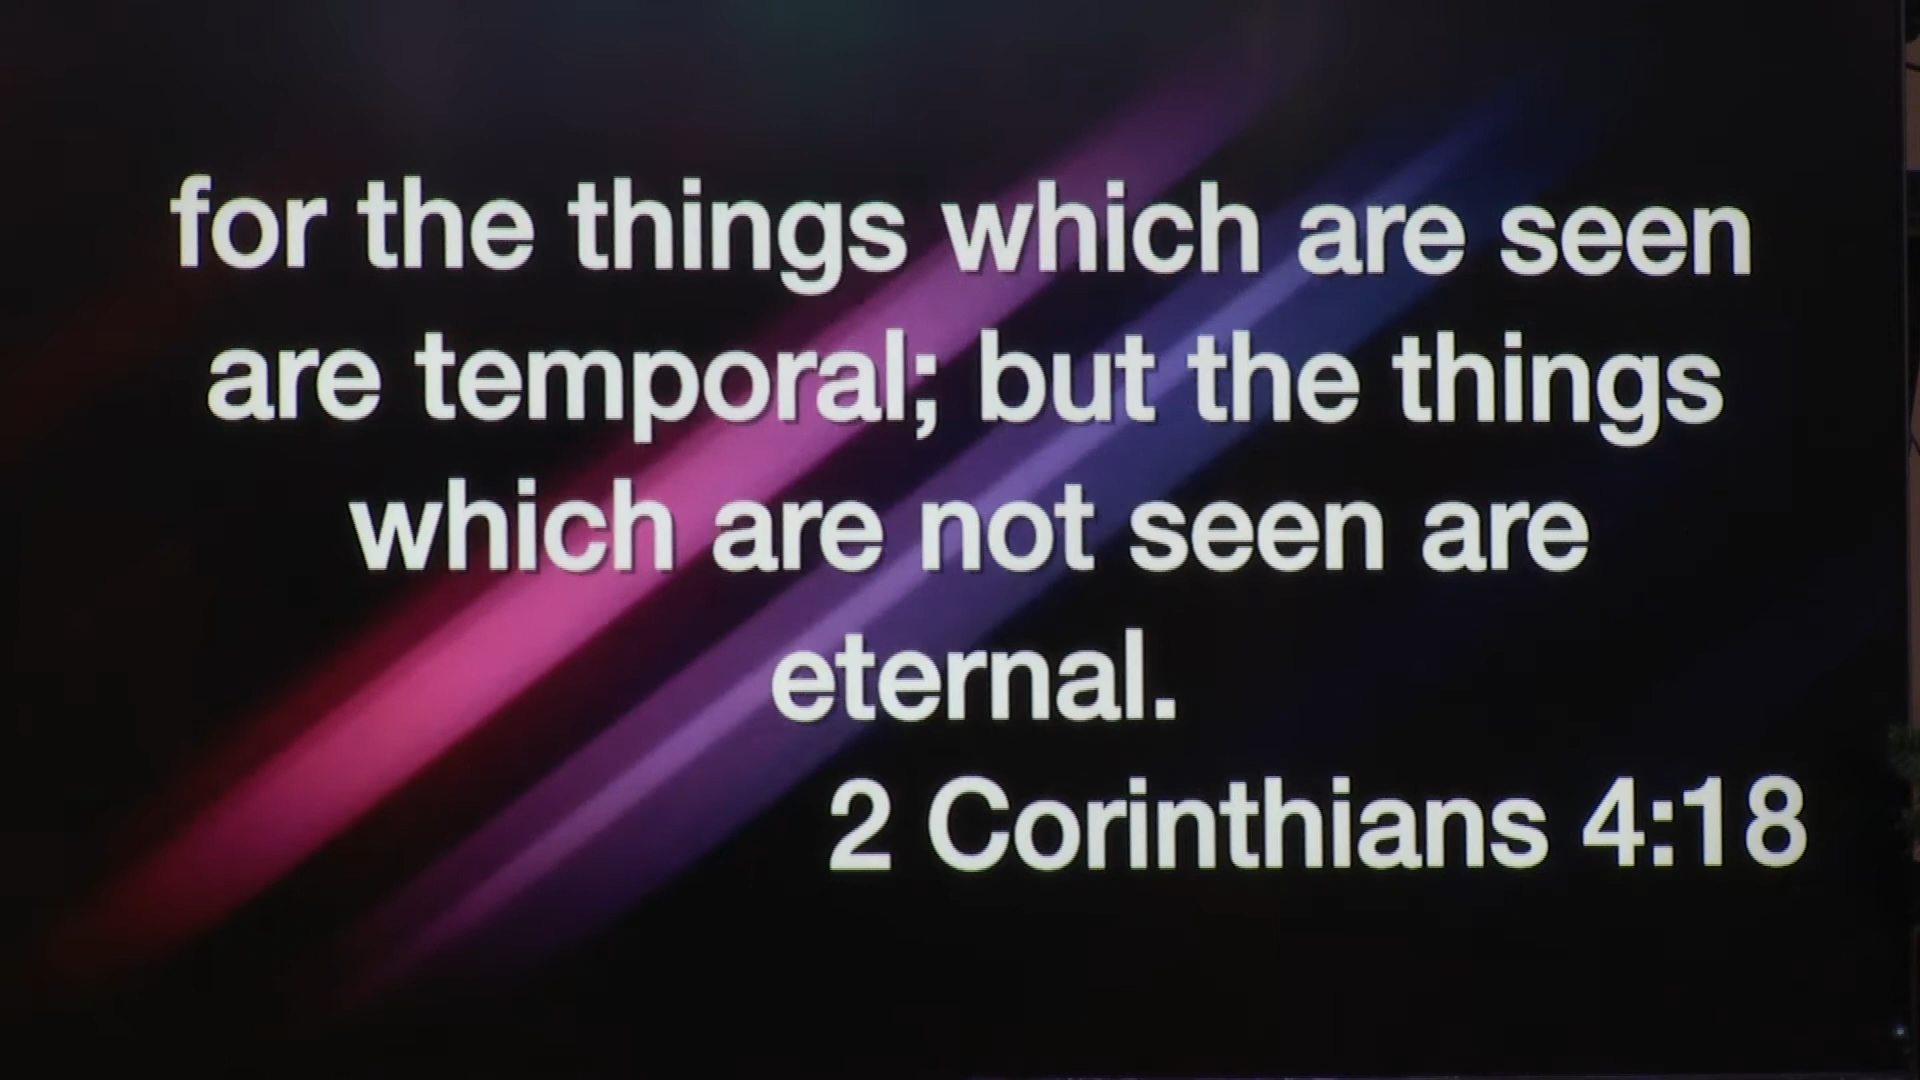 for the things which are seen
are temporal; but the things
which are not seen are
eternal.
2 Corinthians 4:18